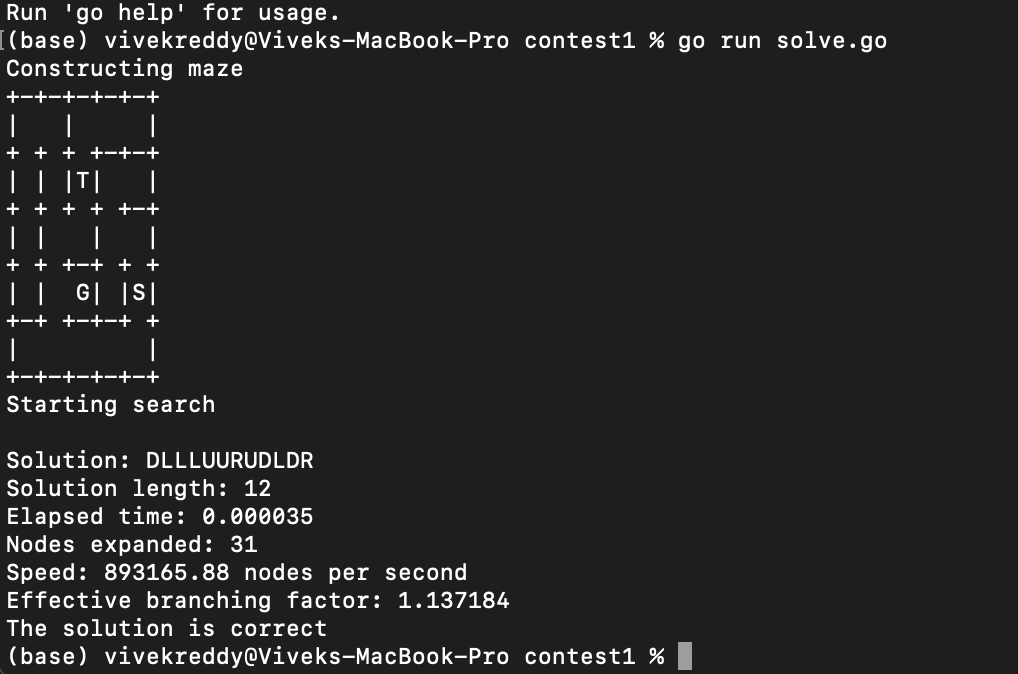 Run 'go help' for usage.
(base) vivekreddy@Viveks-MacBook-Pro contest1 % go run solve.go
Constructing maze
+-+-+-+-+-+
|   |     |
+ + + +-+-+
| | |T|   |
+ + + + +-+
| |   |   |
+ + +-+ + +
| |  G| |S|
+-+ +-+-+ +
|         |
+-+-+-+-+-+
Starting search

Solution: DLLLUURUDLDR
Solution length: 12
Elapsed time: 0.000035
Nodes expanded: 31
Speed: 893165.88 nodes per second
Effective branching factor: 1.137184
The solution is correct
(base) vivekreddy@Viveks-MacBook-Pro contest1 %